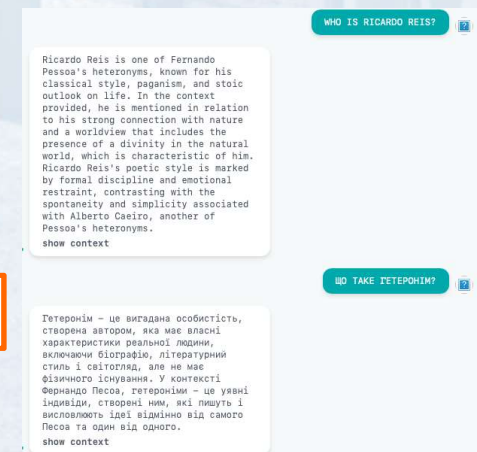 WHO IS RICARDO REIS?
Ricardo Reis is one of Fernando
Pessoa's heteronyms, known for his
classical style, paganism, and stoic
outlook on life. In the context
provided, he is mentioned in relation
to his strong connection with nature
and a worldview that includes the
presence of a divinity in the natural
world, which is characteristic of him.
Ricardo Reis's poetic style is marked
by formal discipline and emotional
restraint, contrasting with the
spontaneity and simplicity associated
with Alberto Caeiro, another of
Pessoa's heteronyms.
show context
ЩО ТАКЕ ГЕТЕРОНІМ?
Гетеронім – це вигадана особистість,
створена автором, яка має власні
характеристики реальної людини,
включаючи біографію, літературний
стиль і світогляд, але не має
фізичного існування. У контексті
Фернандо Песоа, гетероніми – це уявні
індивіди, створені ним, які пишуть і
висловлюють ідеї відмінно від самого
Песоа та один від одного.
show context